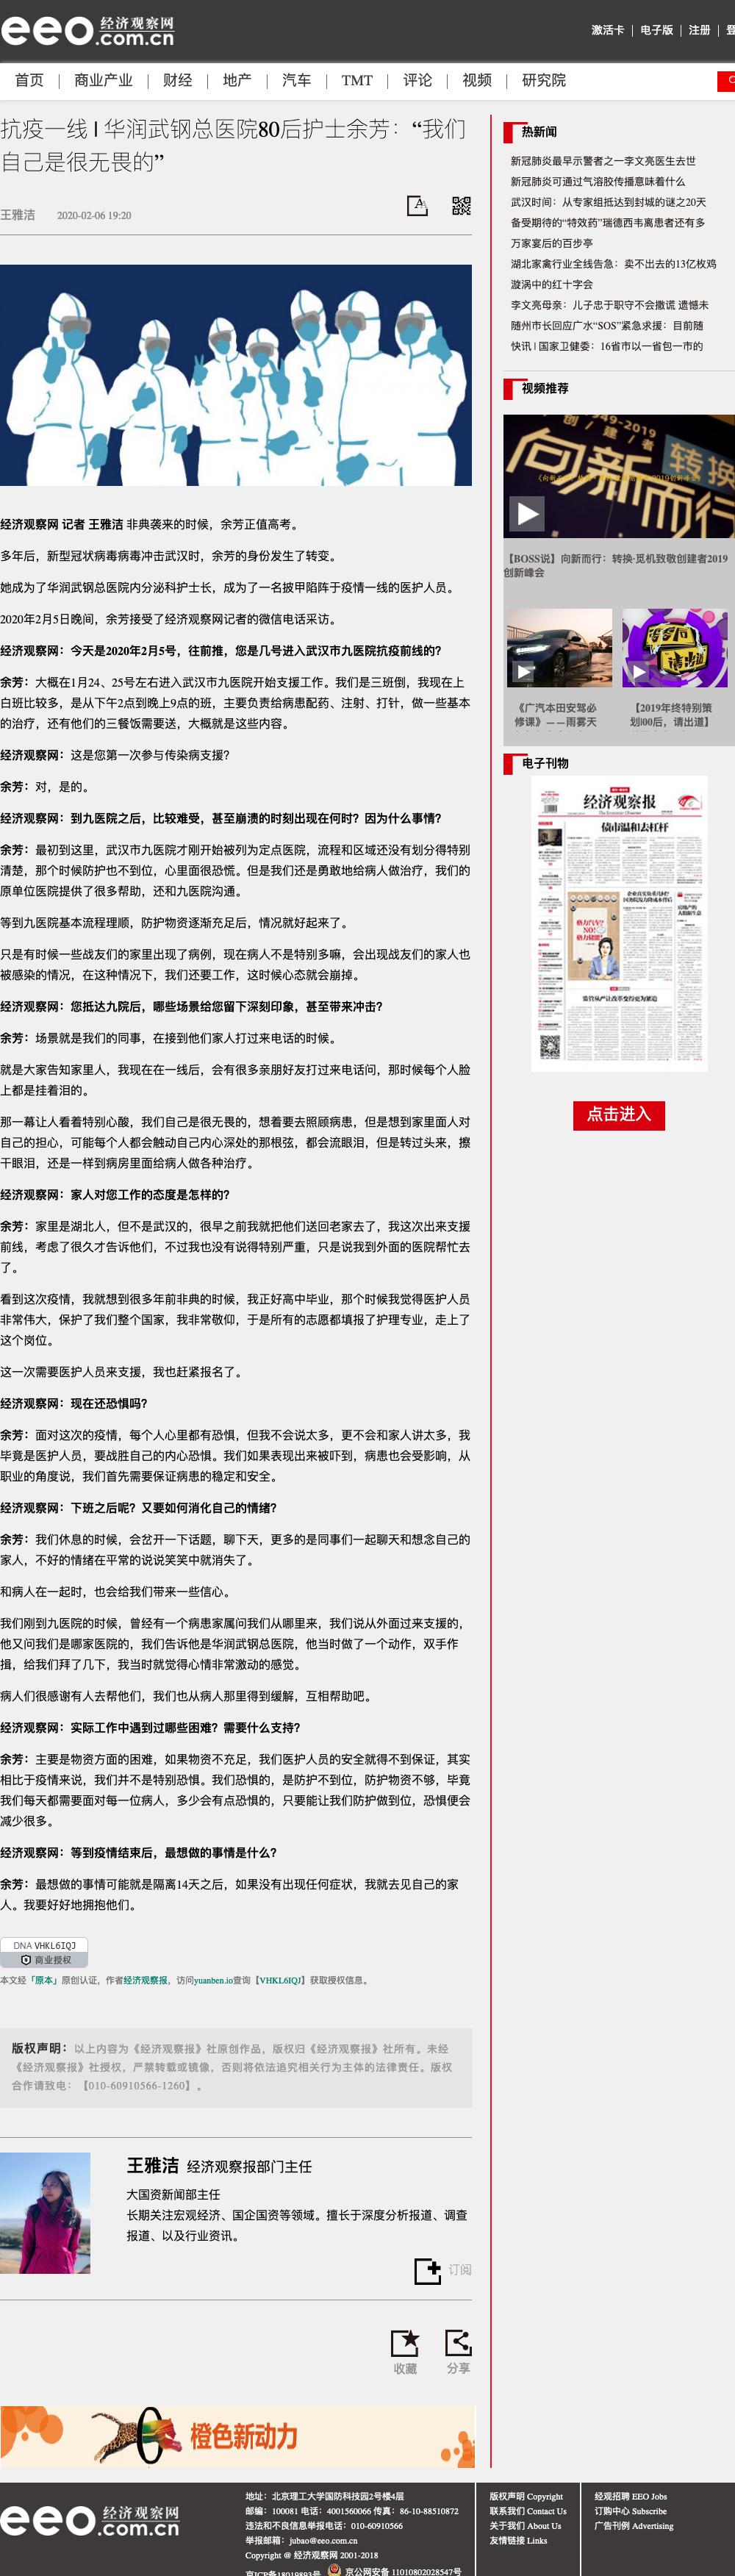 eeo 经济观察网
.com.cn
激活卡 | 电子版 | 注册 |
首页 | 商业产业 | 财经 | 地产 | 汽车 | TMT | 评论 | 视频 | 研究院
抗疫一线 | 华润武钢总医院80后护士余芳：“我们
自己是很无畏的”
王雅洁 2020-02-06 19:20
经济观察网 记者 王雅洁 非典袭来的时候，余芳正值高考。
多年后，新型冠状病毒病毒冲击武汉时，余芳的身份发生了转变。
她成为了华润武钢总医院内分泌科护士长，成为了一名披甲陷阵于疫情一线的医护人员。
2020年2月5日晚间，余芳接受了经济观察网记者的微信电话采访。
经济观察网：今天是2020年2月5号，往前推，您是几号进入武汉市九医院抗疫前线的？
余芳：大概在1月24、25号左右进入武汉市九医院开始支援工作。我们是三班倒，我现在上
白班比较多，是从下午2点到晚上9点的班，主要负责给病患配药、注射、打针，做一些基本
的治疗，还有他们的三餐饭需要送，大概就是这些内容。
经济观察网：这是您第一次参与传染病支援？
余芳：对，是的。
经济观察网：到九医院之后，比较难受，甚至崩溃的时刻出现在何时？因为什么事情？
余芳：最初到这里，武汉市九医院才刚开始被列为定点医院，流程和区域还没有划分得特别
清楚，那个时候防护也不到位，心里面很恐慌。但是我们还是勇敢地给病人做治疗，我们的
原单位医院提供了很多帮助，还和九医院沟通。
等到九医院基本流程理顺，防护物资逐渐充足后，情况就好起来了。
只是有时候一些战友们的家里出现了病例，现在病人不是特别多嘛，会出现战友们的家人也
被感染的情况，在这种情况下，我们还要工作，这时候心态就会崩掉。
经济观察网：您抵达九院后，哪些场景给您留下深刻印象，甚至带来冲击？
余芳：场景就是我们的同事，在接到他们家人打过来电话的时候。
就是大家告知家里人，我现在在一线后，会有很多亲朋好友打过来电话问，那时候每个人脸
上都是挂着泪的。
那一幕让人看着特别心酸，我们自己是很无畏的，想着要去照顾病患，但是想到家里面人对
自己的担心，可能每个人都会触动自己内心深处的那根弦，都会流眼泪，但是转过头来，擦
干眼泪，还是一样到病房里面给病人做各种治疗。
经济观察网：家人对您工作的态度是怎样的？
余芳：家里是湖北人，但不是武汉的，很早之前我就把他们送回老家去了，我这次出来支援
前线，考虑了很久才告诉他们，不过我也没有说得特别严重，只是说我到外面的医院帮忙去
了。
看到这次疫情，我就想到很多年前非典的时候，我正好高中毕业，那个时候我觉得医护人员
非常伟大，保护了我们整个国家，我非常敬仰，于是所有的志愿都填报了护理专业，走上了
这个岗位。
这一次需要医护人员来支援，我也赶紧报名了。
经济观察网：现在还恐惧吗？
余芳：面对这次的疫情，每个人心里都有恐惧，但我不会说太多，更不会和家人讲太多，我
毕竟是医护人员，要战胜自己的内心恐惧。我们如果表现出来被吓到，病患也会受影响，从
职业的角度说，我们首先需要保证病患的稳定和安全。
经济观察网：下班之后呢？又要如何消化自己的情绪？
余芳：我们休息的时候，会岔开一下话题，聊下天，更多的是同事们一起聊天和想念自己的
家人，不好的情绪在平常的说说笑笑中就消失了。
和病人在一起时，也会给我们带来一些信心。
我们刚到九医院的时候，曾经有一个病患家属问我们从哪里来，我们说从外面过来支援的，
他又问我们是哪家医院的，我们告诉他是华润武钢总医院，他当时做了一个动作，双手作
揖，给我们拜了几下，我当时就觉得心情非常激动的感觉。
病人们很感谢有人去帮他们，我们也从病人那里得到缓解，互相帮助吧。
经济观察网：实际工作中遇到过哪些困难？需要什么支持？
余芳：主要是物资方面的困难，如果物资不充足，我们医护人员的安全就得不到保证，其实
相比于疫情来说，我们并不是特别恐惧。我们恐惧的，是防护不到位，防护物资不够，毕竟
我们每天都需要面对每一位病人，多少会有点恐惧的，只要能让我们防护做到位，恐惧便会
减少很多。
经济观察网：等到疫情结束后，最想做的事情是什么？
余芳：最想做的事情可能就是隔离14天之后，如果没有出现任何症状，我就去见自己的家
人。我要好好地拥抱他们。
DNA VHKL6IQJ
商业授权
本文经「原本」原创认证，作者经济观察报，访问yuanben.io查询【VHKL6IQJ】获取授权信息。
版权声明：以上内容为《经济观察报》社原创作品，版权归《经济观察报》社所有。未经
《经济观察报》社授权，严禁转载或镜像，否则将依法追究相关行为主体的法律责任。版权
合作请致电：【010-60910566-1260】。
王雅洁 经济观察报部门主任
大国资新闻部主任
长期关注宏观经济、国企国资等领域。擅长于深度分析报道、调查
报道、以及行业资讯。
订阅
收藏 分享
橙色新动力
热新闻
新冠肺炎最早示警者之一李文亮医生去世
新冠肺炎可通过气溶胶传播意味着什么
武汉时间：从专家组抵达到封城的谜之20天
备受期待的“特效药”瑞德西韦离患者还有多
万家宴后的百步亭
湖北家禽行业全线告急：卖不出去的13亿枚鸡
漩涡中的红十字会
李文亮母亲：儿子忠于职守不会撒谎 遗憾未
随州市长回应广水“SOS”紧急求援：目前随
快讯 | 国家卫健委：16省市以一省包一市的
视频推荐
【BOSS说】向新而行：转换·觅机致敬创建者2019
创新峰会
《广汽本田安驾必
修课》——雨雾天
【2019年终特别策
划|00后，请出道】
电子刊物
经济观察报
债市温和去杠杆
点击进入
eeo 经济观察网
.com.cn
地址：北京理工大学国防科技园2号楼4层
邮编：100081 电话：4001560066 传真：86-10-88510872
违法和不良信息举报电话：010-60910566
举报邮箱：jubao@eeo.com.cn
Copyright @ 经济观察网 2001-2018
京ICP备18019893号 京公网安备 11010802028547号
版权声明 Copyright
联系我们 Contact Us
关于我们 About Us
友情链接 Links
经观招聘 EEO Jobs
订购中心 Subscribe
广告刊例 Advertising